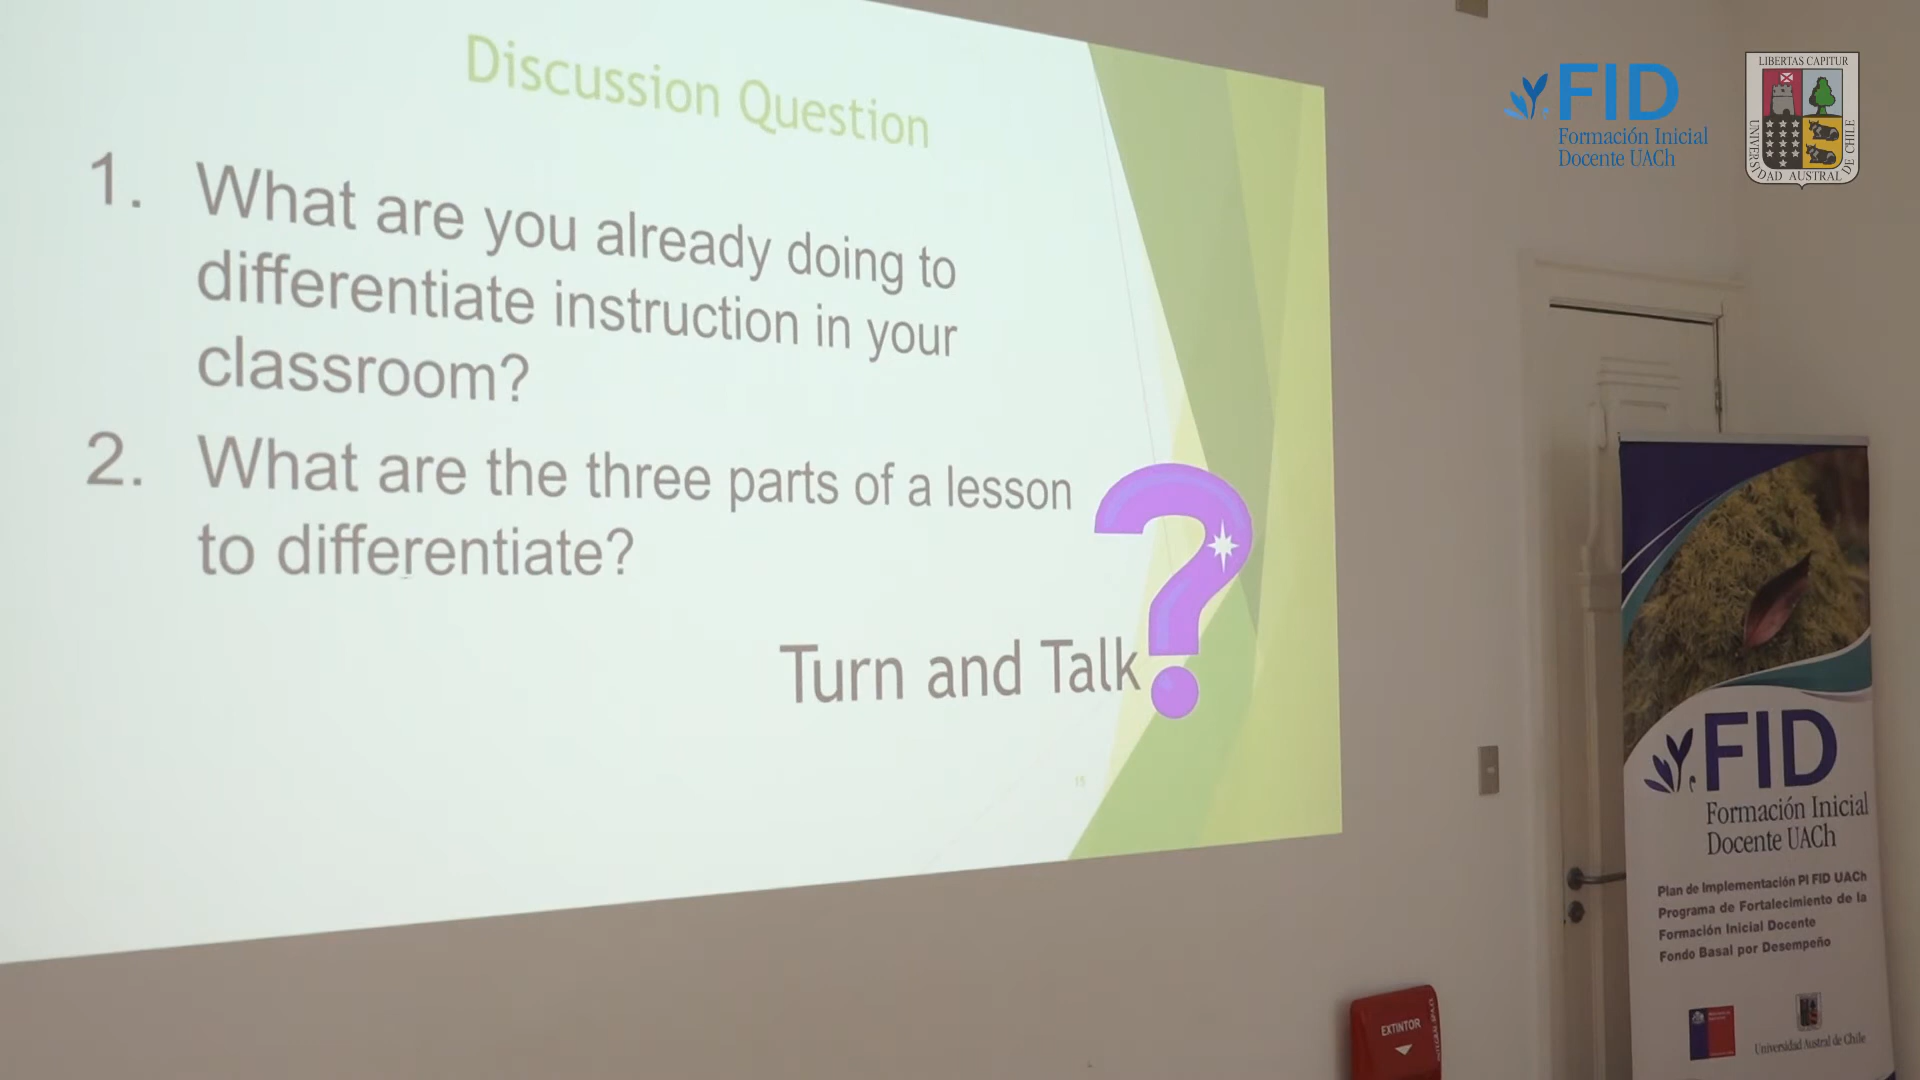 Discussion Question
1. What are you already doing to
differentiate instruction in your
classroom?
2. What are the three parts of a lesson
to differentiate?
Turn and Talk
15
FID
Formación Inicial
Docente UACh
LIBERTAS CAPITUR
UNIVERSIDAD AUSTRAL DE CHILE
FID
Formación Inicial
Docente UACh
Plan de Implementación PI FID UACh
Programa de Fortalecimiento de la
Formación Inicial Docente
Fondo Basal por Desempeño
Universidad Austral de Chile
EXTINTOR